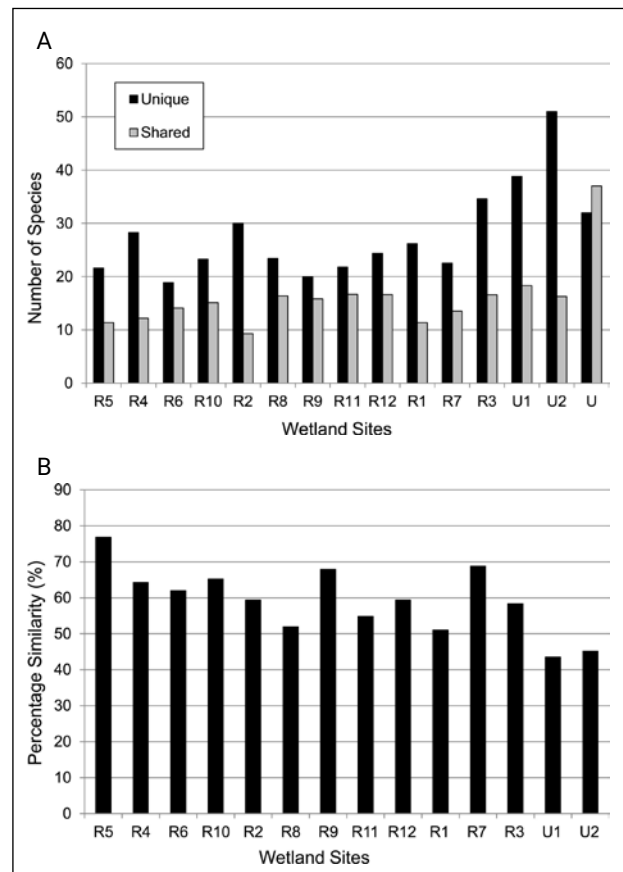 A
60
50
40
30
20
10
0
Number of Species
Unique
Shared
R5 R4 R6 R10 R2 R8 R9 R11 R12 R1 R7 R3 U1 U2 U
Wetland Sites
B
90
80
70
60
50
40
30
20
10
0
Percentage Similarity (%)
R5 R4 R6 R10 R2 R8 R9 R11 R12 R1 R7 R3 U1 U2
Wetland Sites